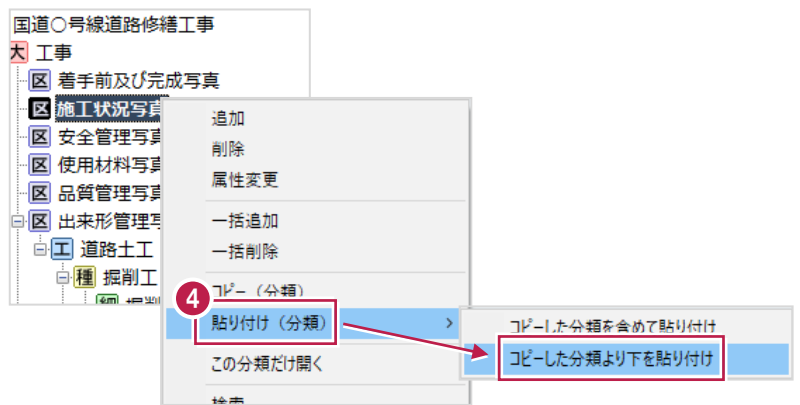 国道○号線道路修繕工事
大 工事
区 着手前及び完成写真
区 施工状況写真
区 安全管理写真
区 使用材料写真
区 品質管理写真
区 出来形管理写
工 道路土工
種 掘削工
細 掘削
追加
削除
属性変更
一括追加
一括削除
コピー（分類）
4
貼り付け（分類） >
この分類だけ開く
検索
コピーした分類を含めて貼り付け
コピーした分類より下を貼り付け